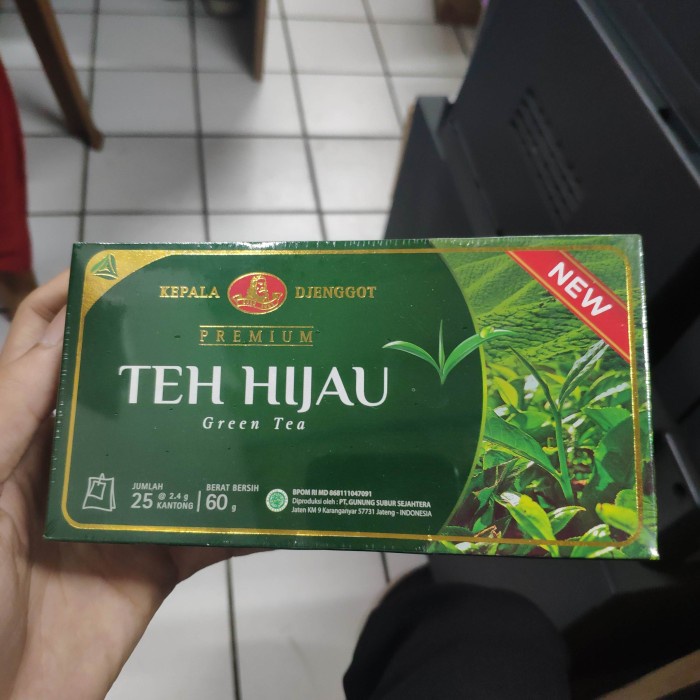 KEPALA DJENGGOT
PREMIUM
TEH HIJAU
Green Tea
NEW
JUMLAH
25 @ 2.4 g
KANTONG
BERAT BERSIH
60 g
BPOM RI MD 868111047091
Diproduksi oleh : PT. GUNUNG SUBUR SEJAHTERA
Jaten KM 9 Karanganyar 57731 Jateng - INDONESIA